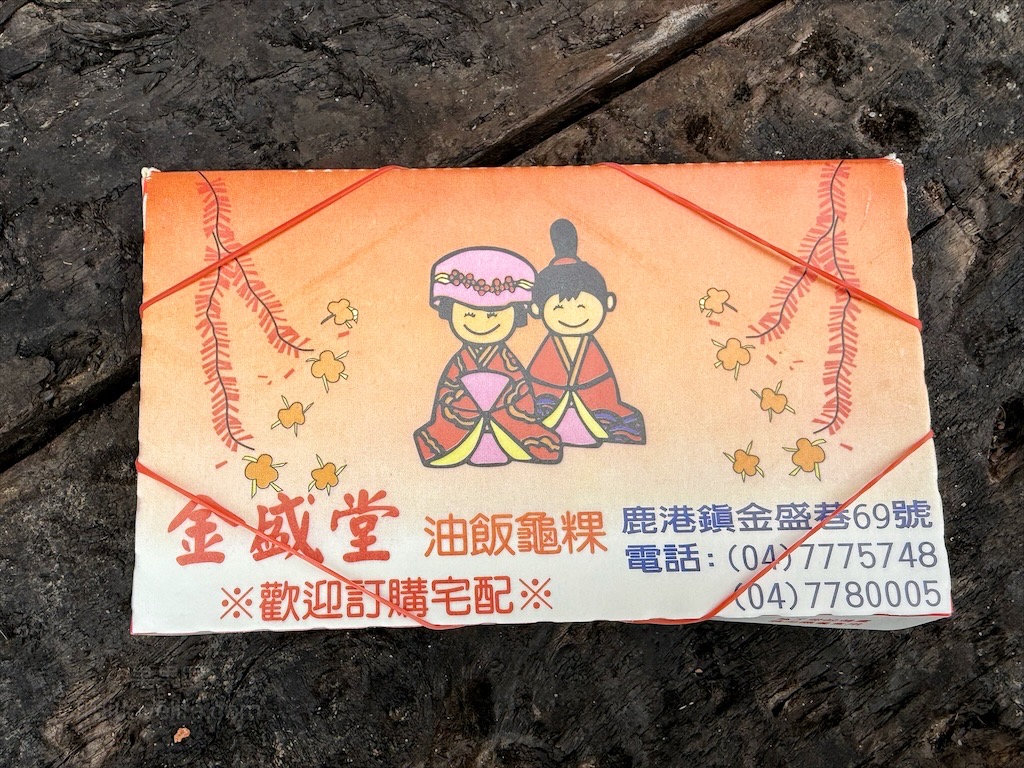 金盛堂 油飯龜粿
※歡迎訂購宅配※
鹿港鎮金盛巷69號
電話:(04)7775748
(04)7780005